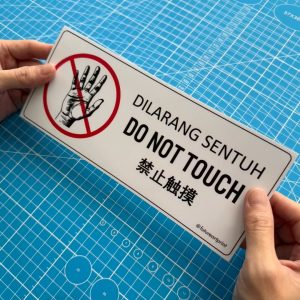 DILARANG SENTUH
DO NOT TOUCH
禁止触摸